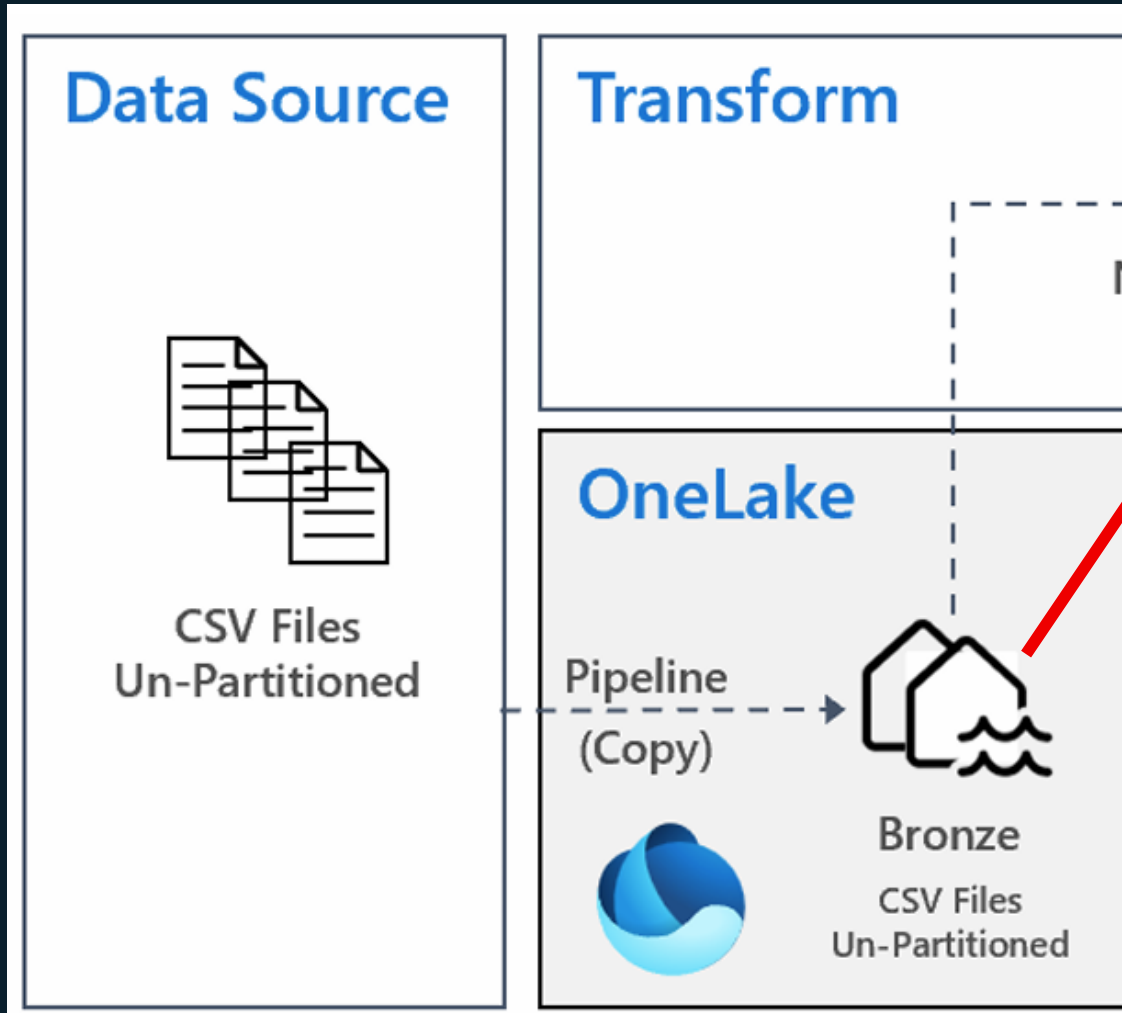 Data Source
CSV Files
Un-Partitioned
Transform
OneLake
Pipeline
(Copy)
Bronze
CSV Files
Un-Partitioned